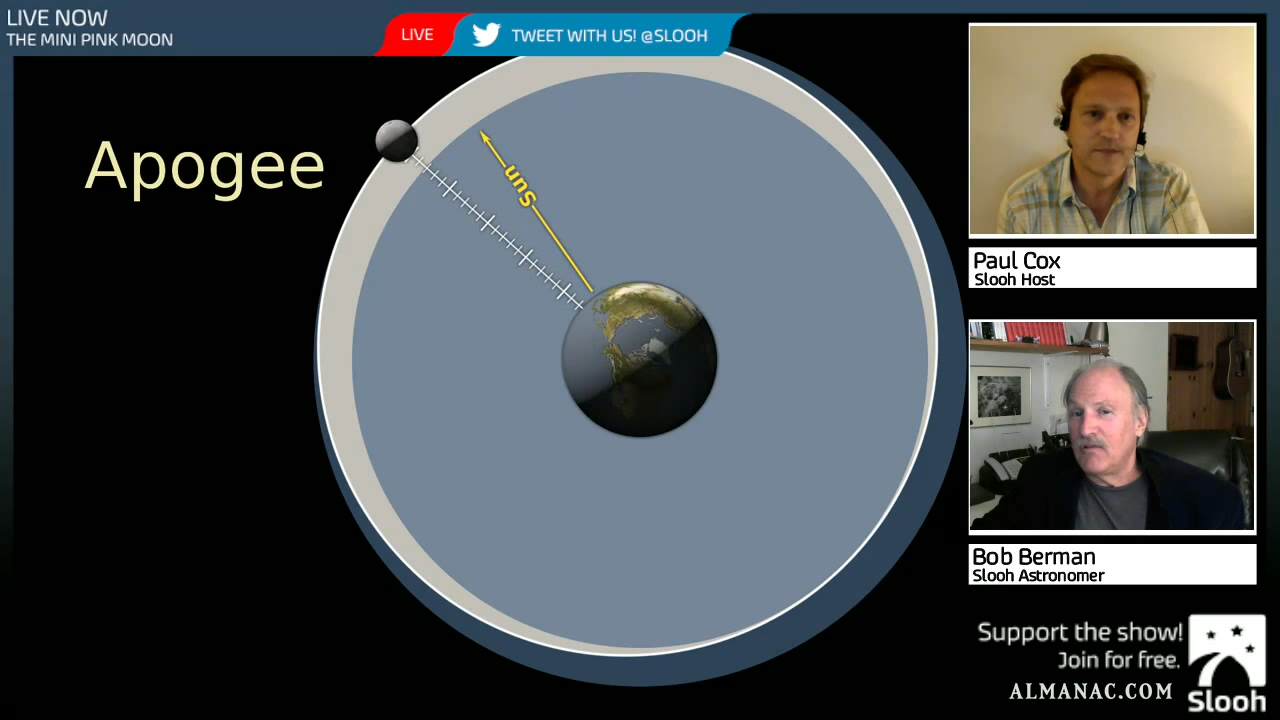 LIVE NOW
THE MINI PINK MOON
LIVE
TWEET WITH US! @SLOOH
Apogee
Sun
Paul Cox
Slooh Host
Bob Berman
Slooh Astronomer
Support the show!
Join for free.
ALMANAC.COM
Slooh